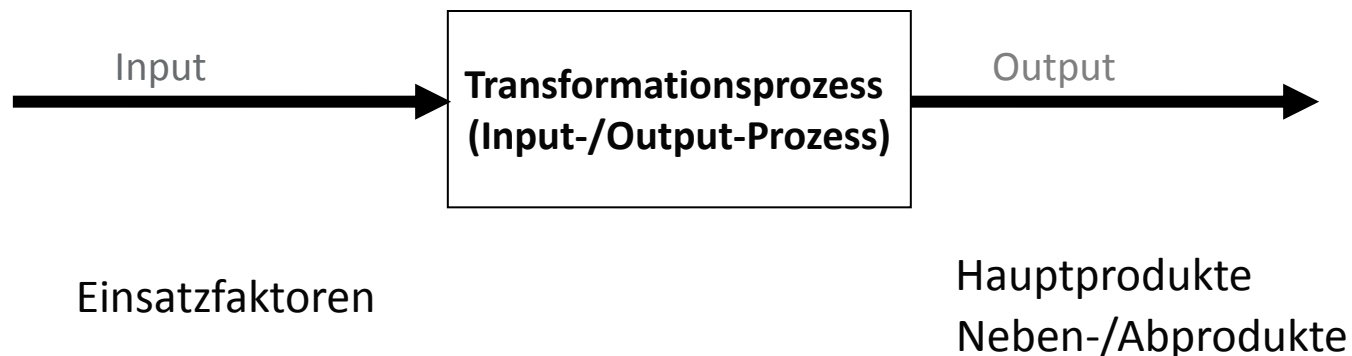 Input
Transformationsprozess
(Input-/Output-Prozess)
Output
Einsatzfaktoren
Hauptprodukte
Neben-/Abprodukte